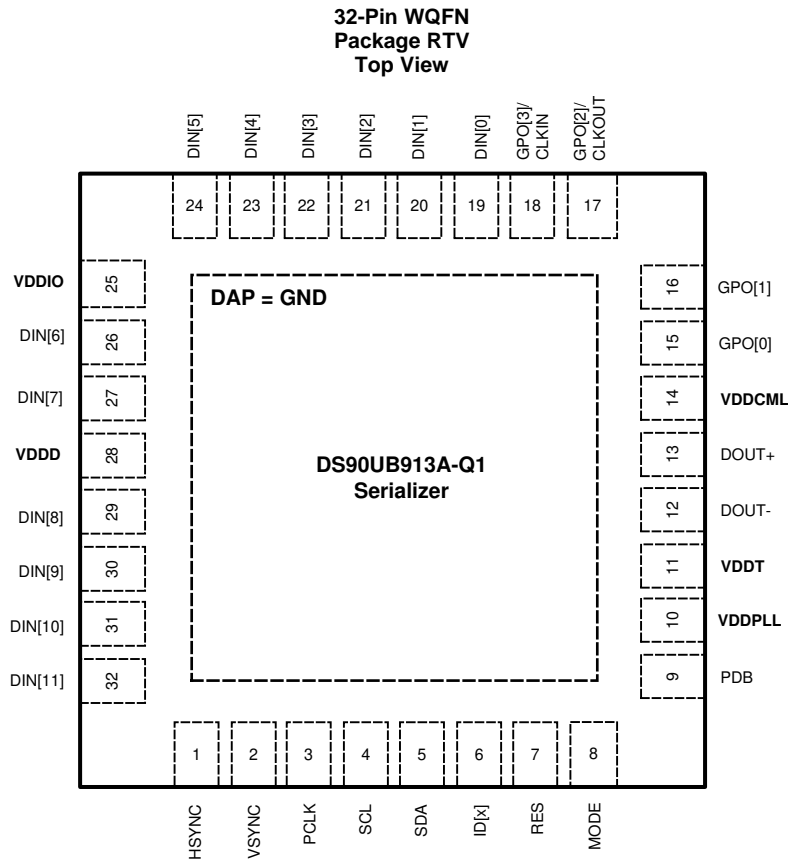 32-Pin WQFN
Package RTV
Top View
DIN[5]
DIN[4]
DIN[3]
DIN[2]
DIN[1]
DIN[0]
GPO[3]/
CLKIN
GPO[2]/
CLKOUT
24
23
22
21
20
19
18
17
VDDIO
25
DIN[6]
26
DIN[7]
27
VDDD
28
DIN[8]
29
DIN[9]
30
DIN[10]
31
DIN[11]
32
DAP = GND
DS90UB913A-Q1
Serializer
16
GPO[1]
15
GPO[0]
14
VDDCML
13
DOUT+
12
DOUT-
11
VDDT
10
VDDPLL
9
PDB
1
2
3
4
5
6
7
8
HSYNC
VSYNC
PCLK
SCL
SDA
ID[x]
RES
MODE